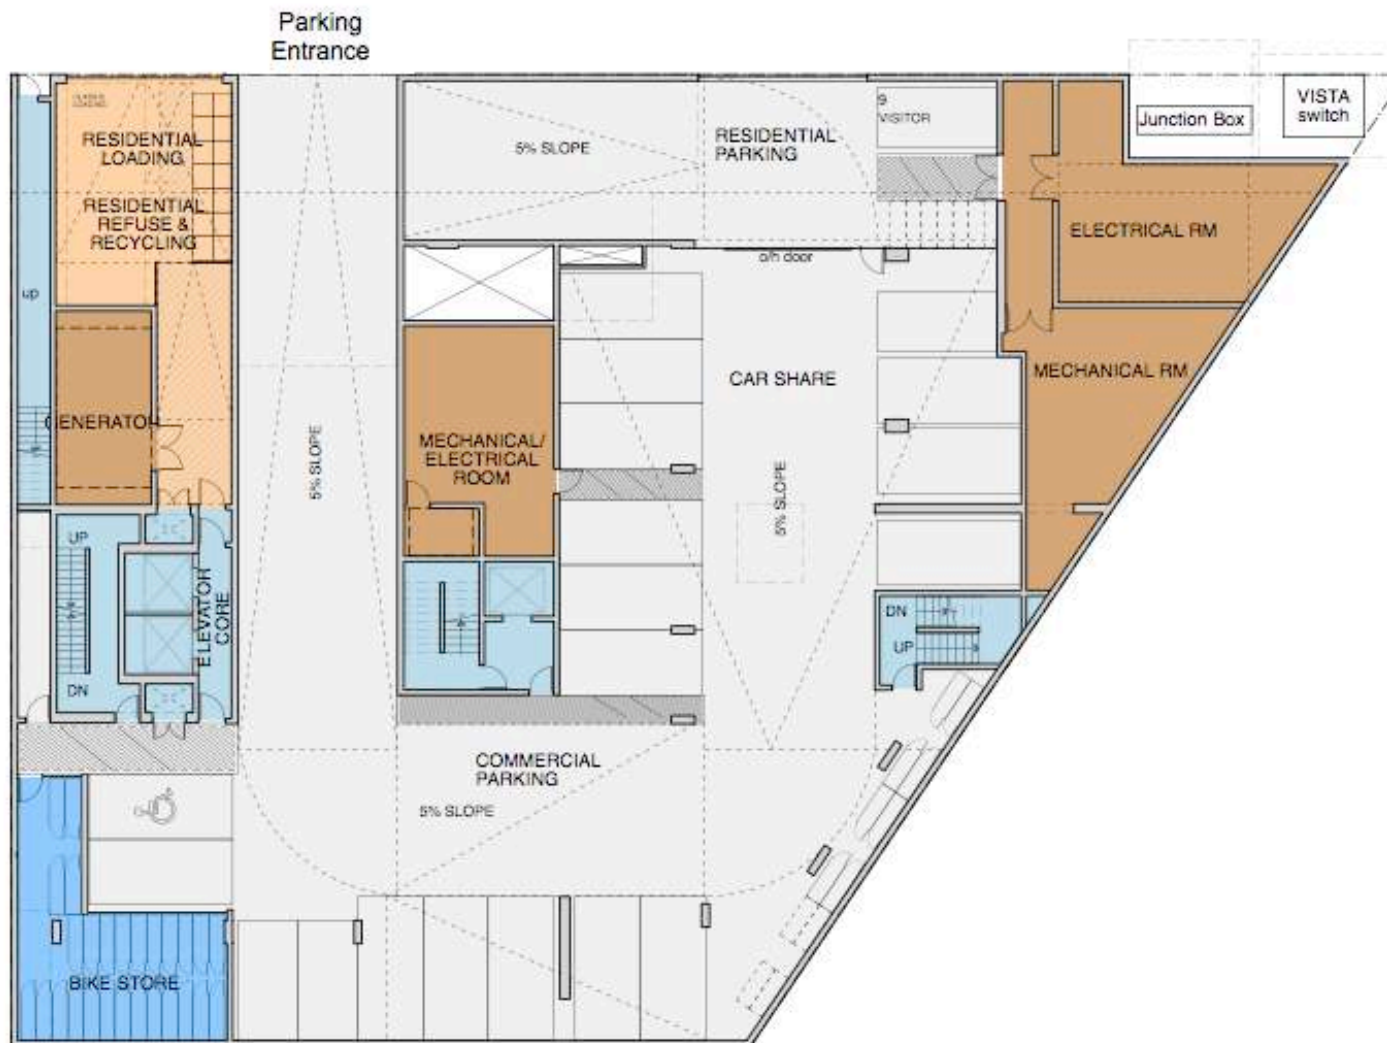 Parking
Entrance
VISTA
switch
Junction Box
9
VISITOR
RESIDENTIAL
LOADING
5% SLOPE
RESIDENTIAL
PARKING
RESIDENTIAL
REFUSE &
RECYCLING
ELECTRICAL RM
o/h door
up
CAR SHARE
MECHANICAL RM
GENERATOR
MECHANICAL/
ELECTRICAL
ROOM
5% SLOPE
5% SLOPE
UP
ELEVATOR
CORE
DN
DN
UP
COMMERCIAL
PARKING
5% SLOPE
BIKE STORE